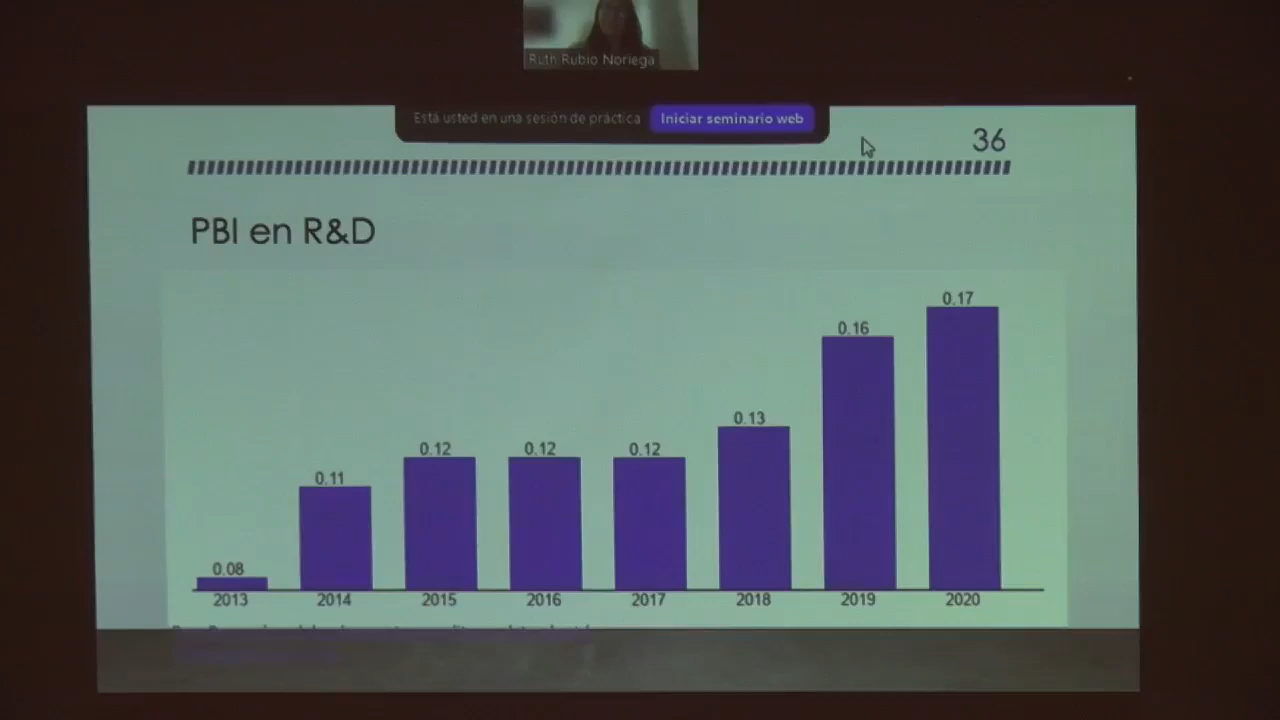 Ruth Rubio Noriega
Está usted en una sesión de práctica Iniciar seminario web
36
PBI en R&D
0.08
0.11
0.12
0.12
0.12
0.13
0.16
0.17
2013 2014 2015 2016 2017 2018 2019 2020